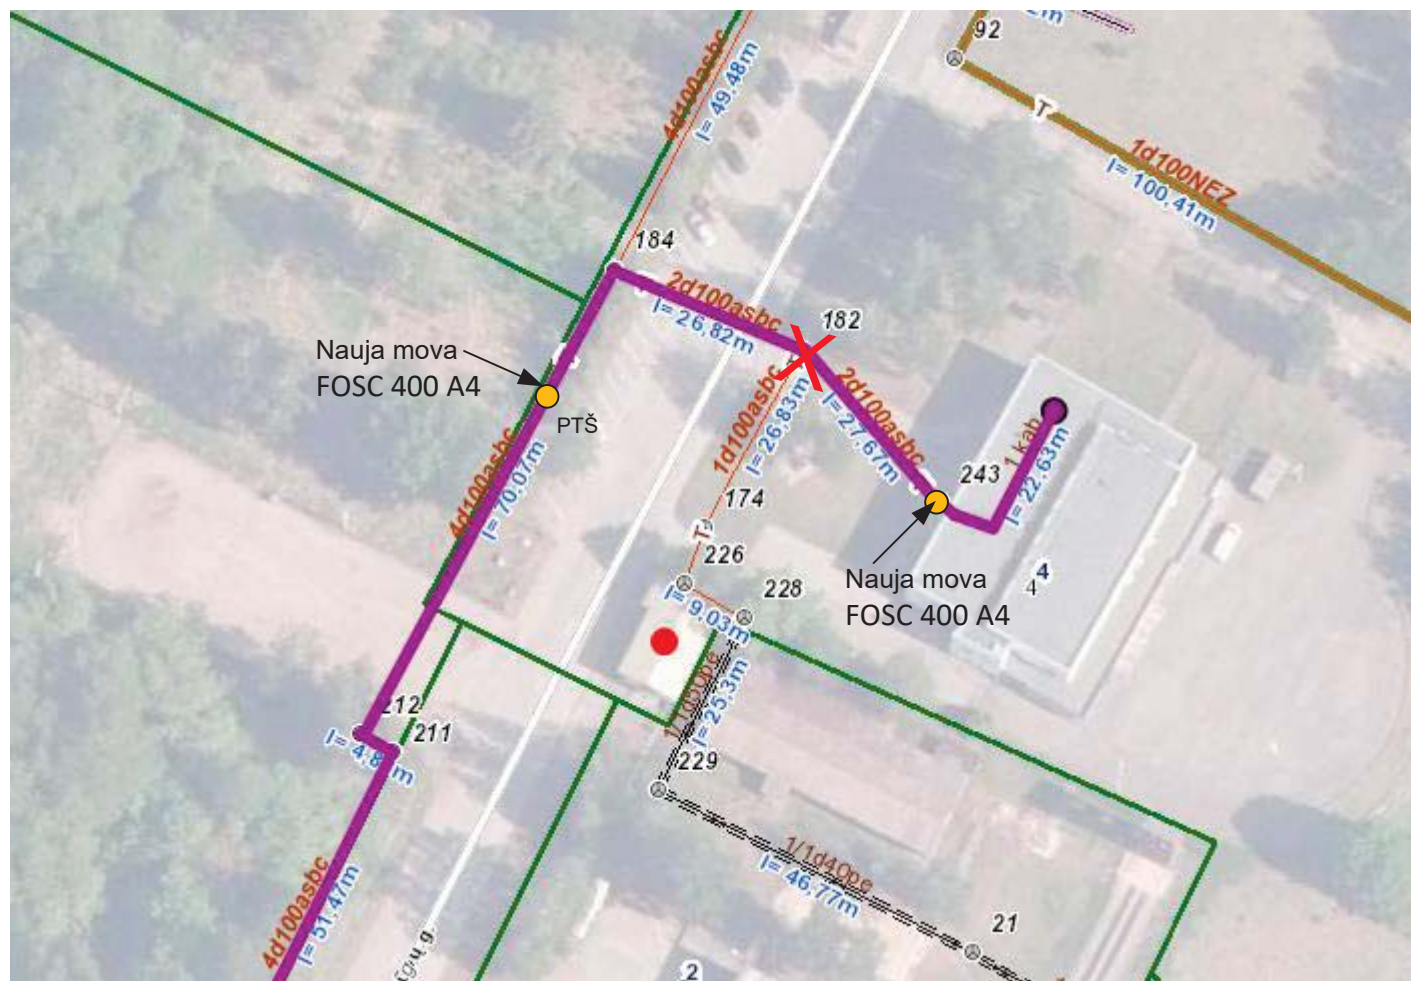 92
T
1d100NEZ
l= 100,41m
4d100asbc
l= 49,48m
184
2d100asbc
l= 26,82m
182
Nauja mova
FOSC 400 A4
PTŠ
1d100asbc
l= 26,83m
2d100asbc
l= 27,67m
1 kab
l= 22,63m
243
4d100asbc
l= 70,07m
174
T
226
228
l= 9,03m
Nauja mova
FOSC 400 A4
4
4
l= 25,3m
212
211
229
1/1d40pe
l= 46,77m
4d100asbc
l= 51,47m
21
2